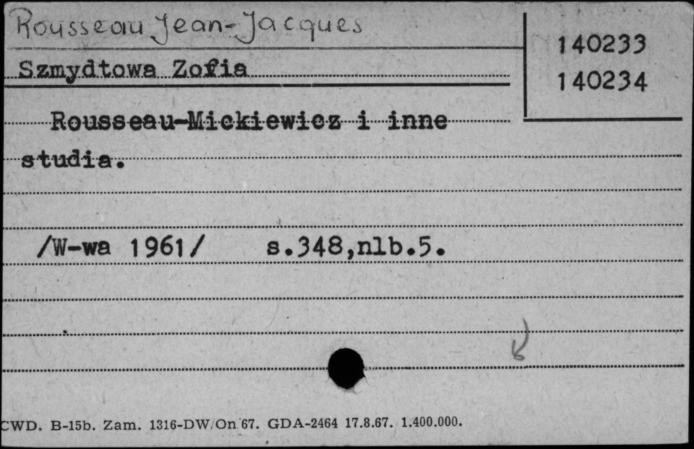 Rousseau Jean-Jacques
140233
Szmydtowa Zofia
140234
Rousseau-Mickiewicz i inne
studia.
/W-wa 1961/ s.348,nlb.5.
CWD. B-15b. Zam. 1316-DW/On 67. GDA-2464 17.8.67. 1.400.000.